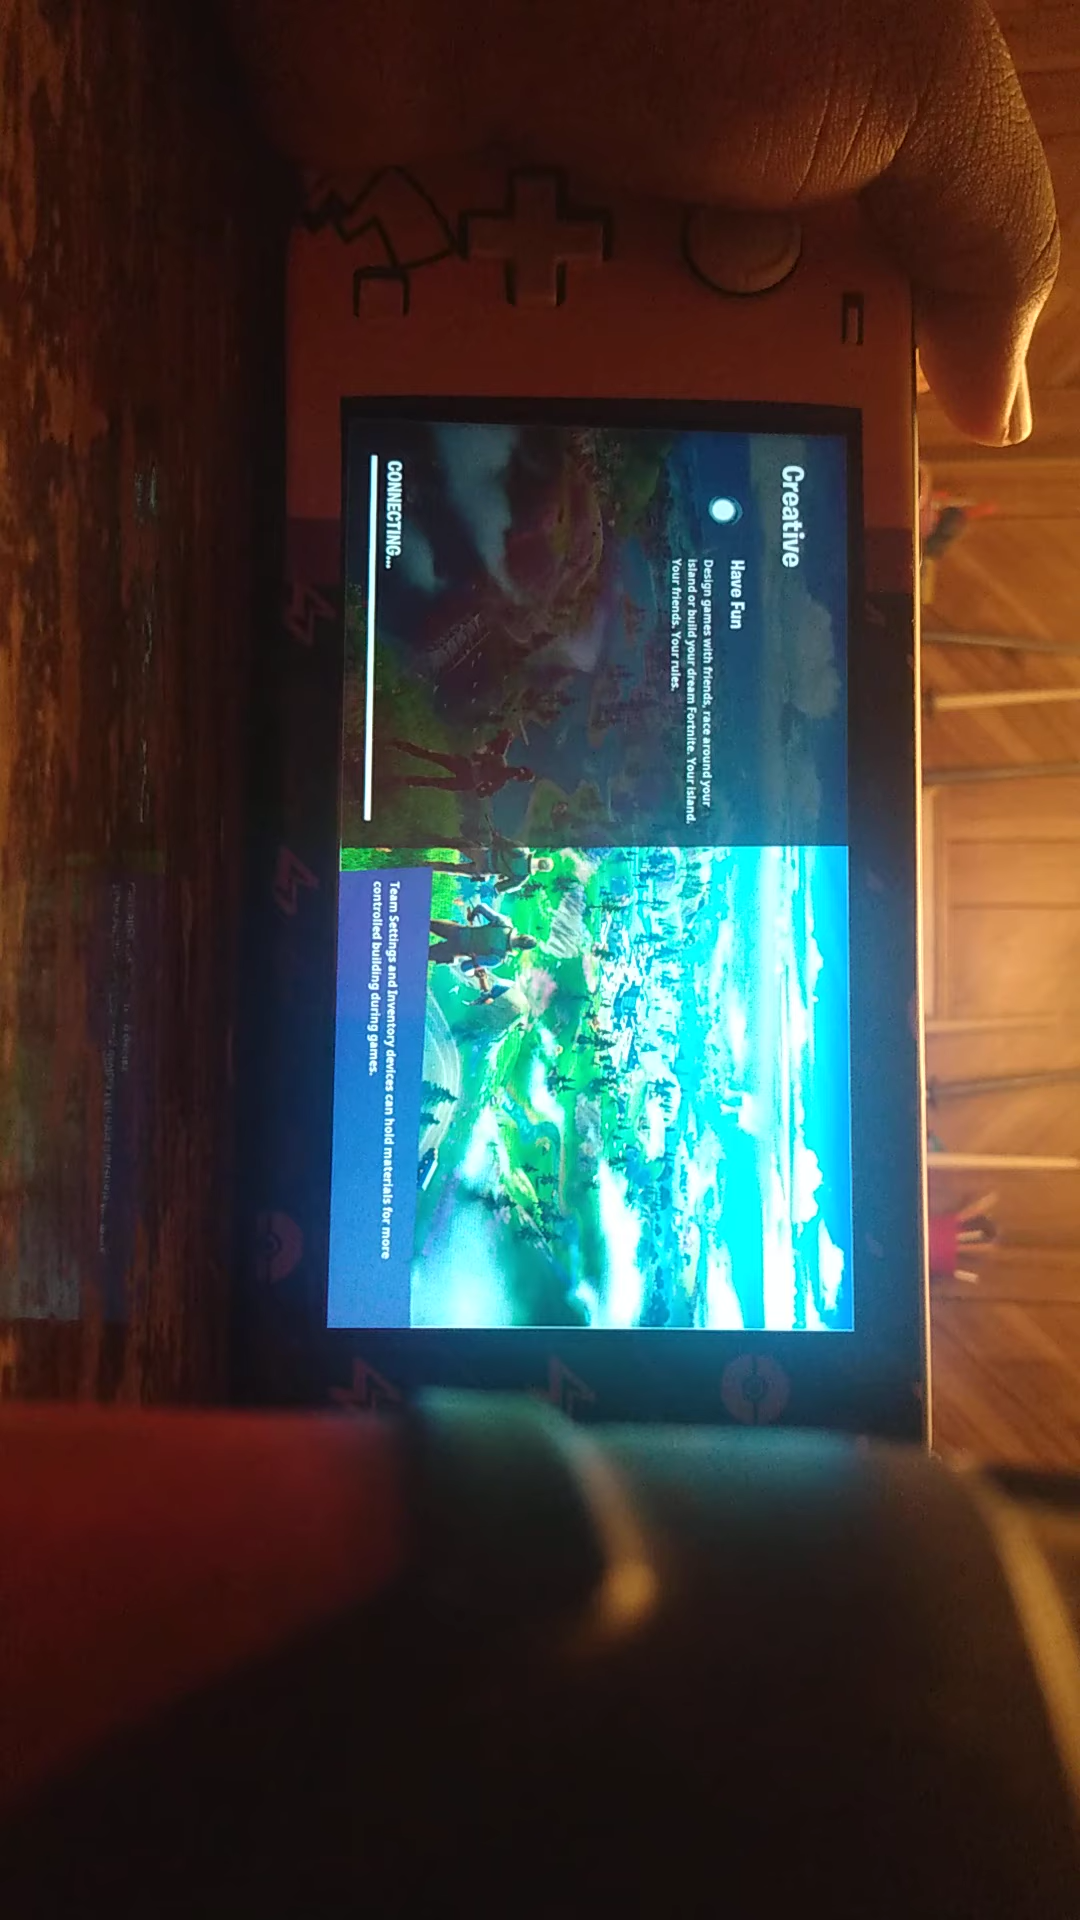 Creative
Have Fun
Design games with friends, race around your
island or build your dream Fortnite. Your island.
Your friends. Your rules.
CONNECTING...
Team Settings and Inventory devices can hold materials for more
controlled building during games.